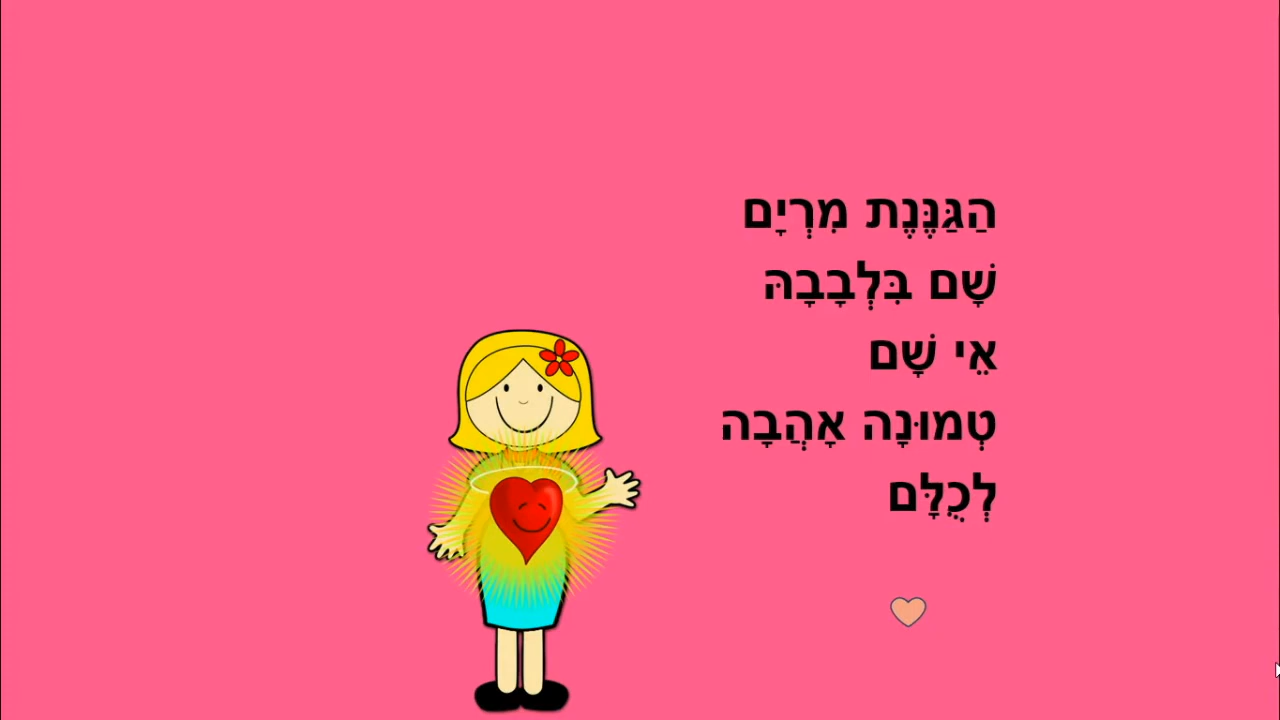 הַגַּנֶּנֶת מִרְיָם
שָׁם בִּלְבָבָהּ
אֵי שָׁם
טְמוּנָה אָהֲבָה
לְכֻלָּם